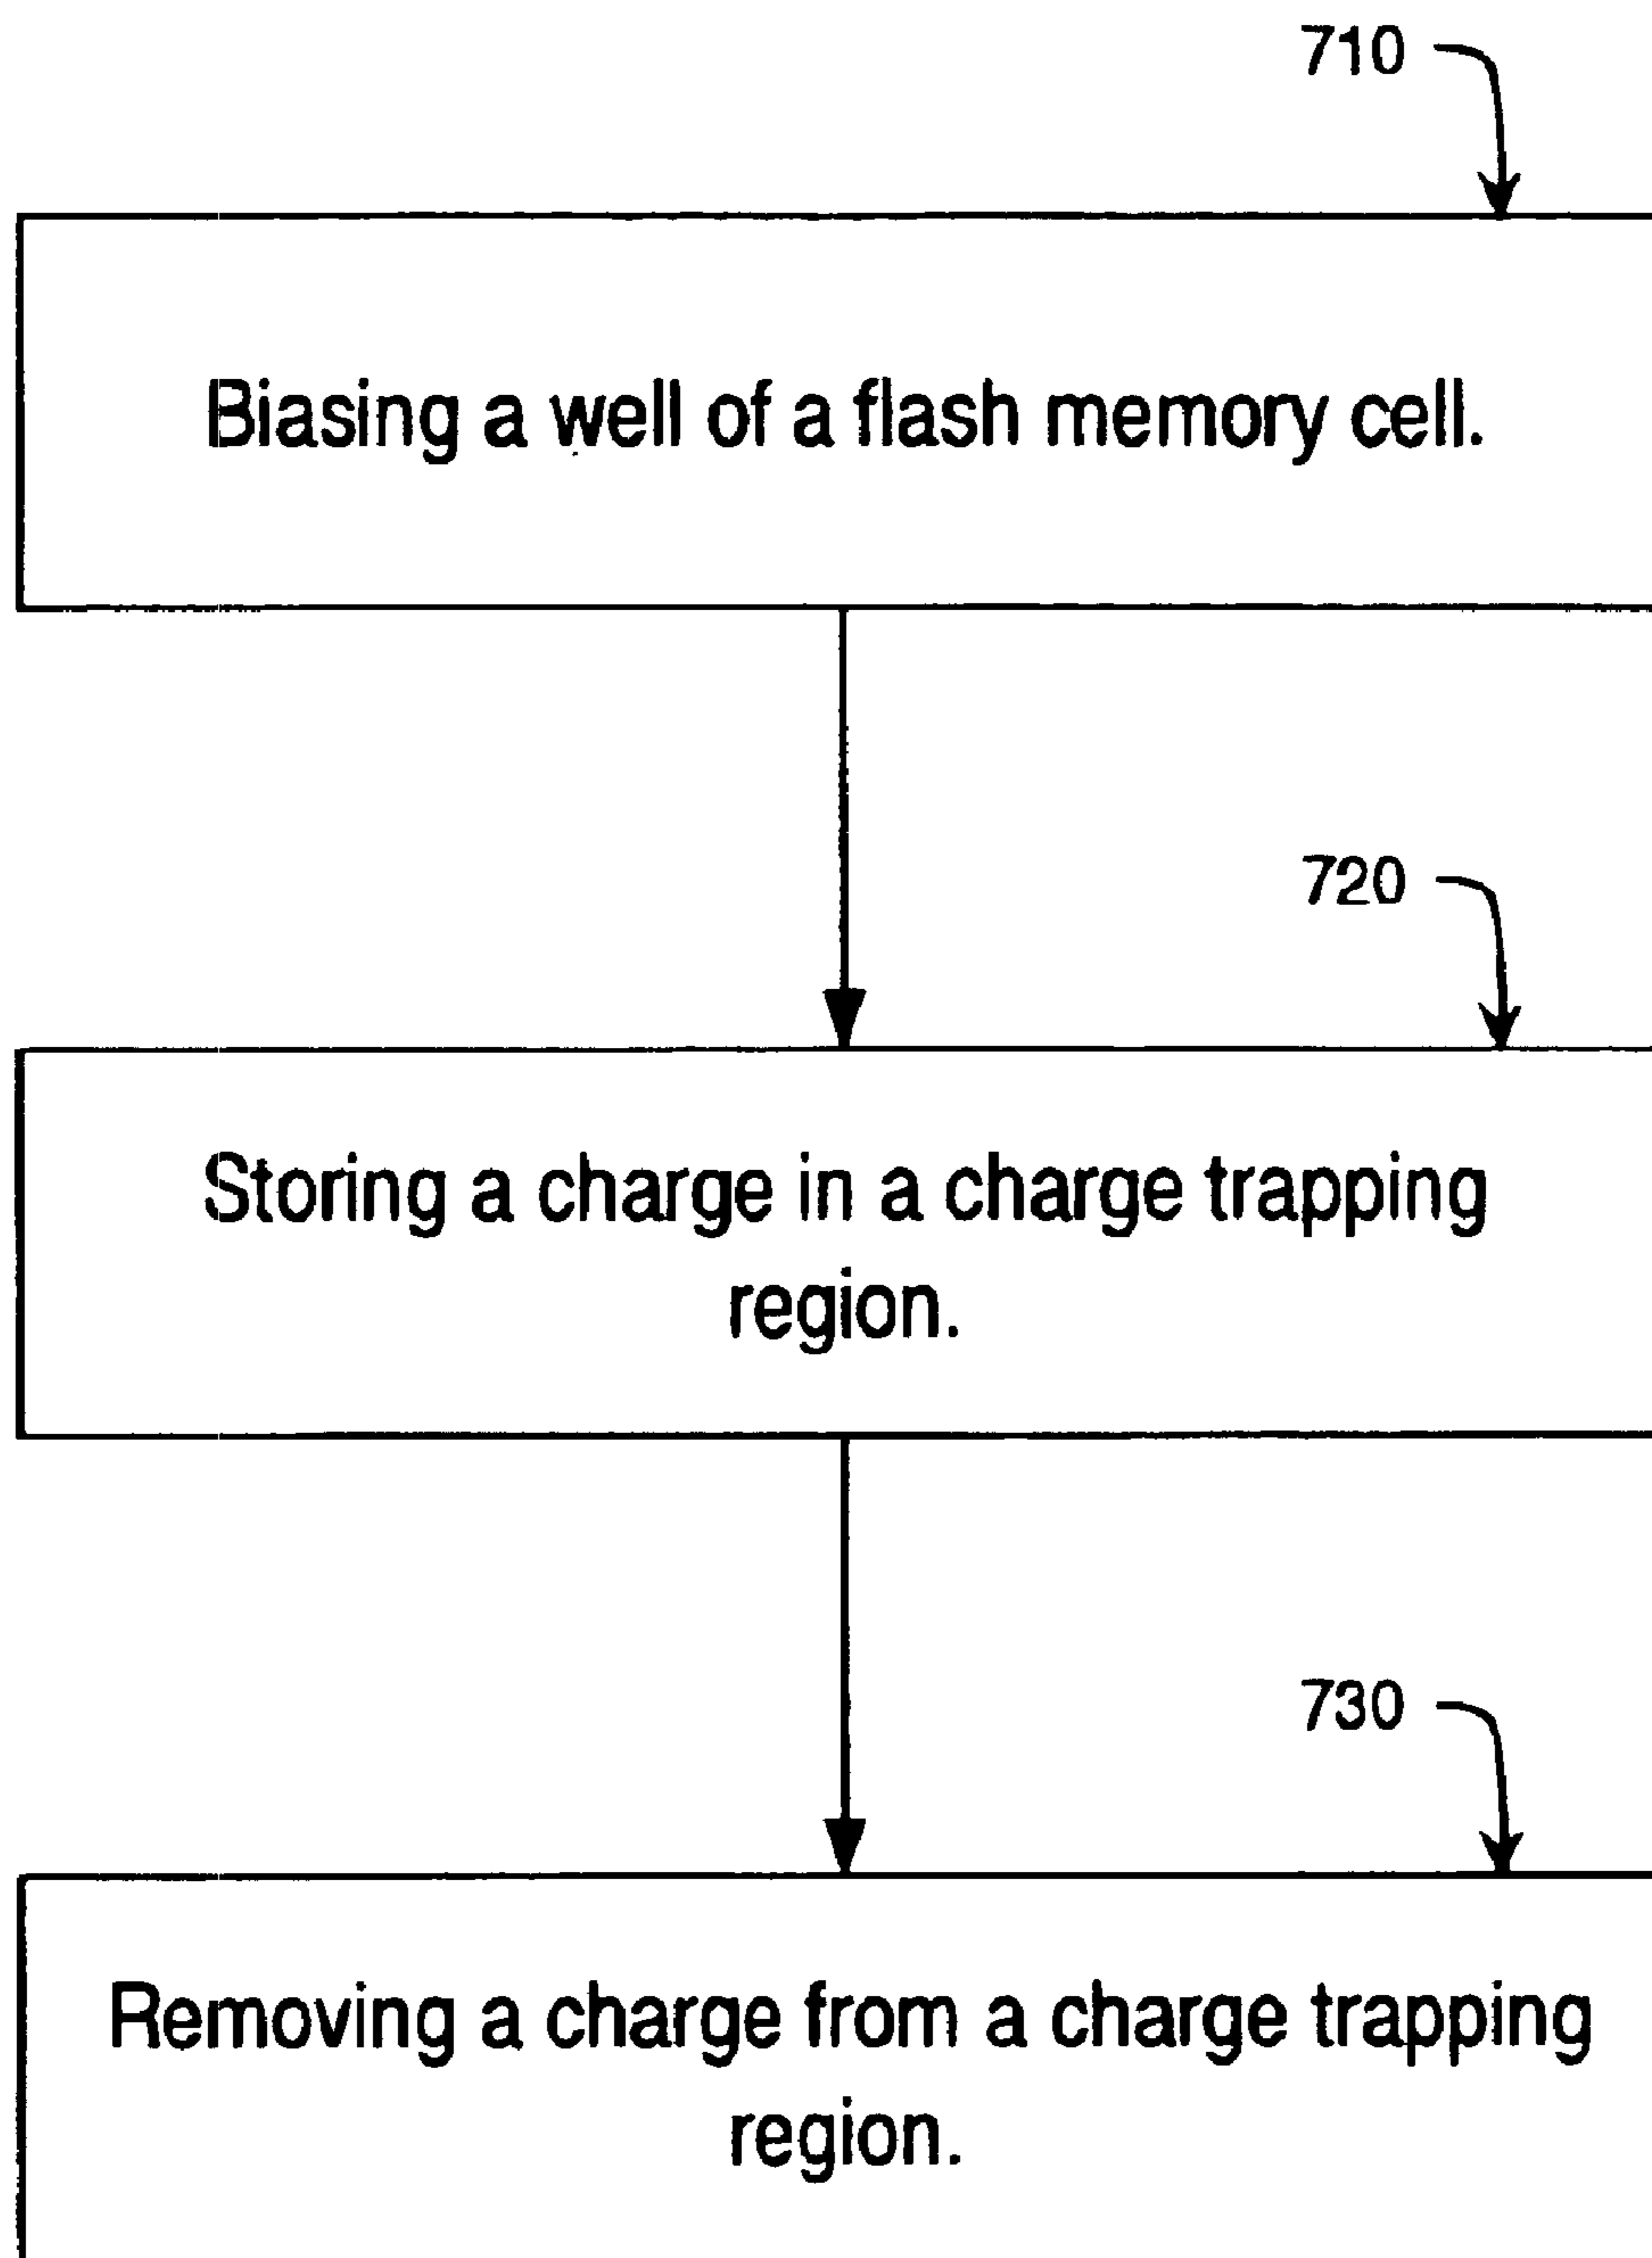 710
Biasing a well of a flash memory cell.
720
Storing a charge in a charge trapping
region.
730
Removing a charge from a charge trapping
region.